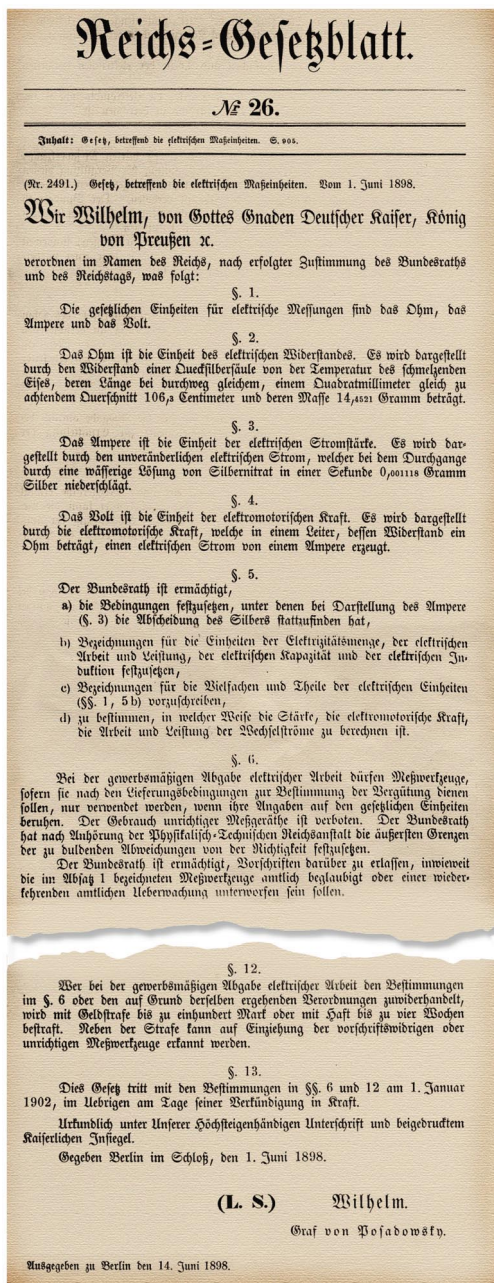 Reichs-Gesetzblatt.
№ 26.
Inhalt: Gesetz, betreffend die elektrischen Maßeinheiten. S. 905.
(Nr. 2491.) Gesetz, betreffend die elektrischen Maßeinheiten. Vom 1. Juni 1898.
Wir Wilhelm, von Gottes Gnaden Deutscher Kaiser, König
von Preußen ꝛc.
verordnen im Namen des Reichs, nach erfolgter Zustimmung des Bundesraths
und des Reichstags, was folgt:
§. 1.
Die gesetzlichen Einheiten für elektrische Messungen sind das Ohm, das
Ampere und das Volt.
§. 2.
Das Ohm ist die Einheit des elektrischen Widerstandes. Es wird dargestellt
durch den Widerstand einer Quecksilbersäule von der Temperatur des schmelzenden
Eises, deren Länge bei durchweg gleichem, einem Quadratmillimeter gleich zu
achtendem Querschnitt 106,3 Centimeter und deren Masse 14,4521 Gramm beträgt.
§. 3.
Das Ampere ist die Einheit der elektrischen Stromstärke. Es wird dar-
gestellt durch den unveränderlichen elektrischen Strom, welcher bei dem Durchgange
durch eine wässerige Lösung von Silbernitrat in einer Sekunde 0,001118 Gramm
Silber niederschlägt.
§. 4.
Das Volt ist die Einheit der elektromotorischen Kraft. Es wird dargestellt
durch die elektromotorische Kraft, welche in einem Leiter, dessen Widerstand ein
Ohm beträgt, einen elektrischen Strom von einem Ampere erzeugt.
§. 5.
Der Bundesrath ist ermächtigt,
a) die Bedingungen festzusetzen, unter denen bei Darstellung des Ampere
(§. 3) die Abscheidung des Silbers stattzufinden hat,
b) Bezeichnungen für die Einheiten der Elektrizitätsmenge, der elektrischen
Arbeit und Leistung, der elektrischen Kapazität und der elektrischen In-
duktion festzusetzen,
c) Bezeichnungen für die Vielfachen und Theile der elektrischen Einheiten
(§§. 1, 5 b) vorzuschreiben,
d) zu bestimmen, in welcher Weise die Stärke, die elektromotorische Kraft,
die Arbeit und Leistung der Wechselströme zu berechnen ist.
§. 6.
Bei der gewerbsmäßigen Abgabe elektrischer Arbeit dürfen Meßwerkzeuge,
sofern sie nach den Lieferungsbedingungen zur Bestimmung der Vergütung dienen
sollen, nur verwendet werden, wenn ihre Angaben auf den gesetzlichen Einheiten
beruhen. Der Gebrauch unrichtiger Meßgeräthe ist verboten. Der Bundesrath
hat nach Anhörung der Physikalisch-Technischen Reichsanstalt die äußersten Grenzen
der zu duldenden Abweichungen von der Richtigkeit festzusetzen.
Der Bundesrath ist ermächtigt, Vorschriften darüber zu erlassen, inwieweit
die im Absatz 1 bezeichneten Meßwerkzeuge amtlich beglaubigt oder einer wieder-
kehrenden amtlichen Ueberwachung unterworfen sein sollen.
§. 12.
Wer bei der gewerbsmäßigen Abgabe elektrischer Arbeit den Bestimmungen
im §. 6 oder den auf Grund derselben ergehenden Verordnungen zuwiderhandelt,
wird mit Geldstrafe bis zu einhundert Mark oder mit Haft bis zu vier Wochen
bestraft. Neben der Strafe kann auf Einziehung der vorschriftswidrigen oder
unrichtigen Meßwerkzeuge erkannt werden.
§. 13.
Dies Gesetz tritt mit den Bestimmungen in §§. 6 und 12 am 1. Januar
1902, im Uebrigen am Tage seiner Verkündigung in Kraft.
Urkundlich unter Unserer Höchsteigenhändigen Unterschrift und beigedrucktem
Kaiserlichen Insiegel.
Gegeben Berlin im Schloß, den 1. Juni 1898.
(L. S.) Wilhelm.
Graf von Posadowsky.
Ausgegeben zu Berlin den 14. Juni 1898.